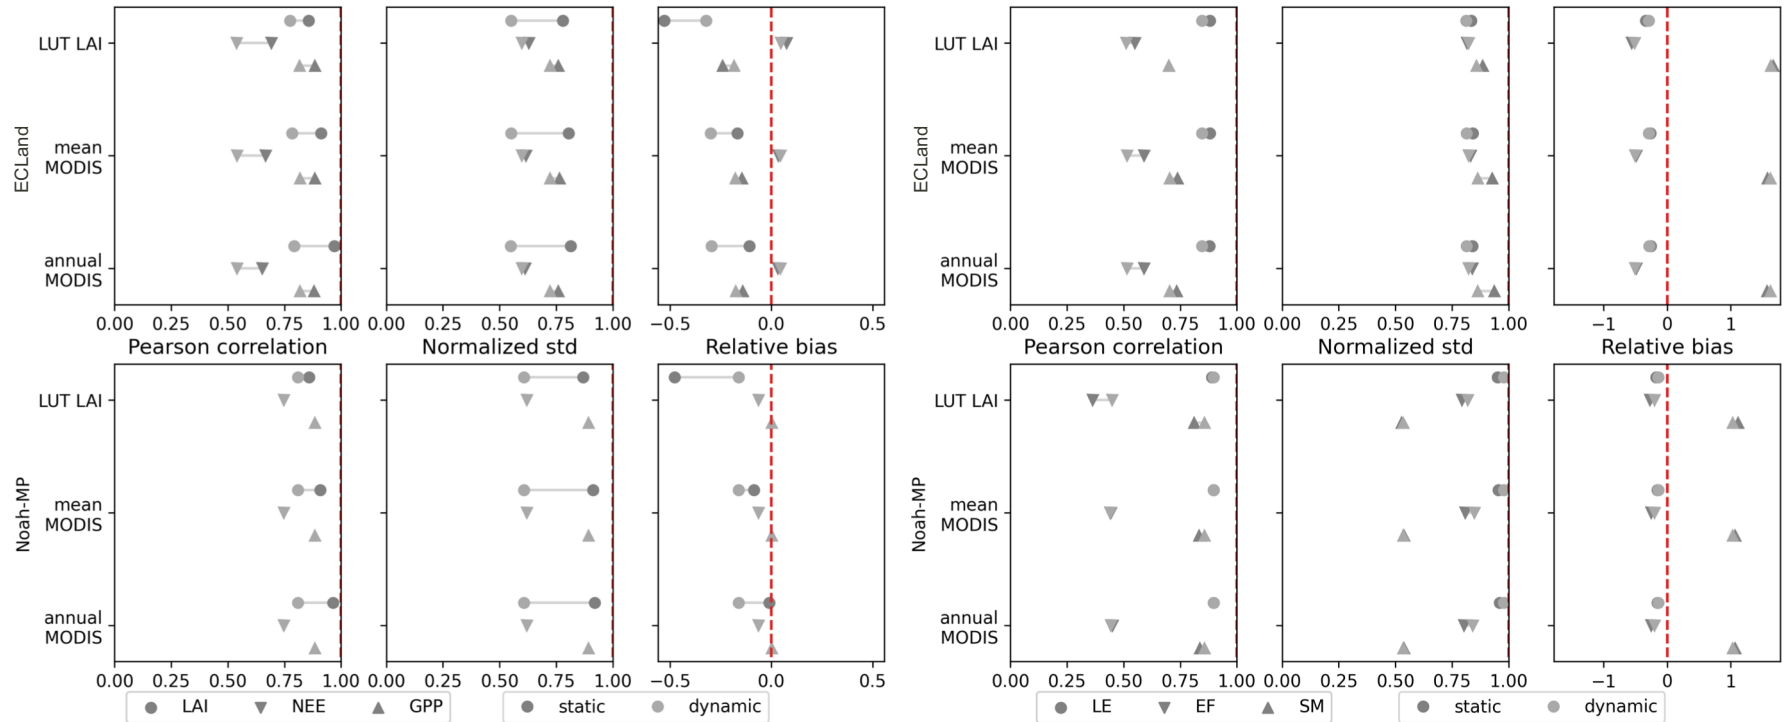 ECLand
LUT LAI
mean
MODIS
annual
MODIS
0.00 0.25 0.50 0.75 1.00
Pearson correlation
0.00 0.25 0.50 0.75 1.00
Normalized std
−0.5 0.0 0.5
Relative bias
ECLand
LUT LAI
mean
MODIS
annual
MODIS
0.00 0.25 0.50 0.75 1.00
Pearson correlation
0.00 0.25 0.50 0.75 1.00
Normalized std
−1 0 1
Relative bias
Noah-MP
LUT LAI
mean
MODIS
annual
MODIS
0.00 0.25 0.50 0.75 1.00
0.00 0.25 0.50 0.75 1.00
−0.5 0.0 0.5
LAI NEE GPP
static dynamic
Noah-MP
LUT LAI
mean
MODIS
annual
MODIS
0.00 0.25 0.50 0.75 1.00
0.00 0.25 0.50 0.75 1.00
−1 0 1
LE EF SM
static dynamic